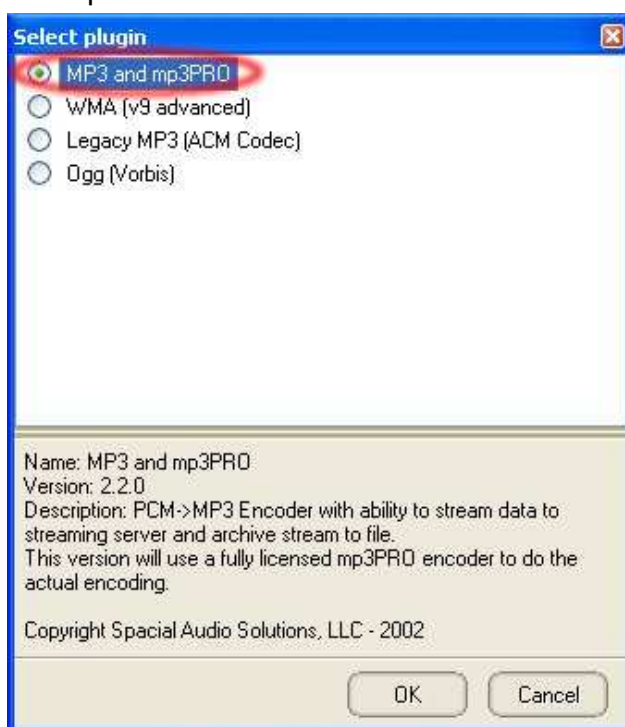 Select plugin
MP3 and mp3PRO
WMA (v9 advanced)
Legacy MP3 (ACM Codec)
Ogg (Vorbis)
Name: MP3 and mp3PRO
Version: 2.2.0
Description: PCM->MP3 Encoder with ability to stream data to
streaming server and archive stream to file.
This version will use a fully licensed mp3PRO encoder to do the
actual encoding.
Copyright Spacial Audio Solutions, LLC - 2002
OK
Cancel